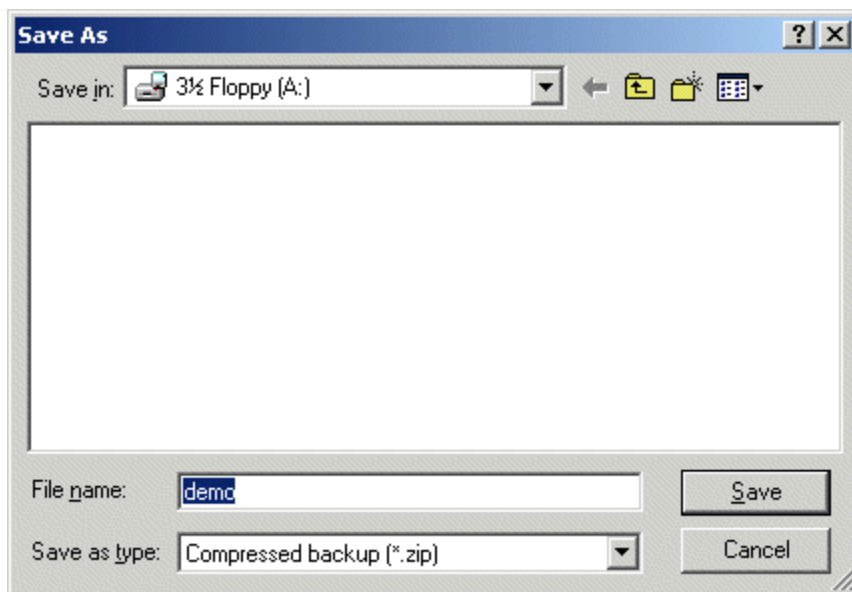 Save As
Save in: 3½ Floppy (A:)
File name: demo
Save
Save as type: Compressed backup (*.zip)
Cancel